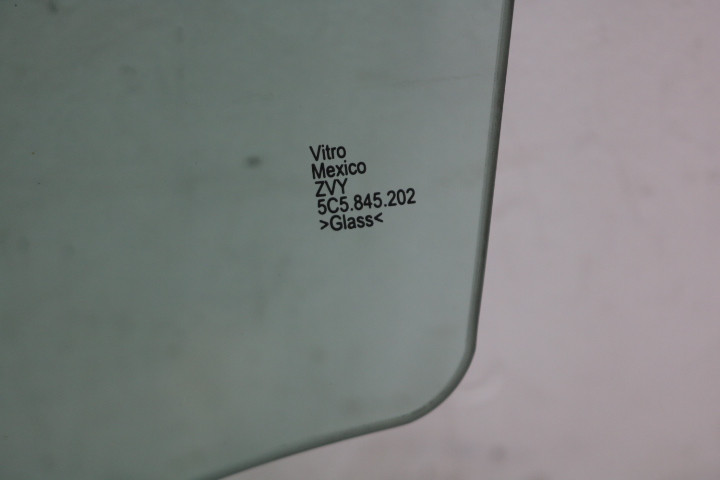 Vitro
Mexico
ZVY
5C5.845.202
>Glass<